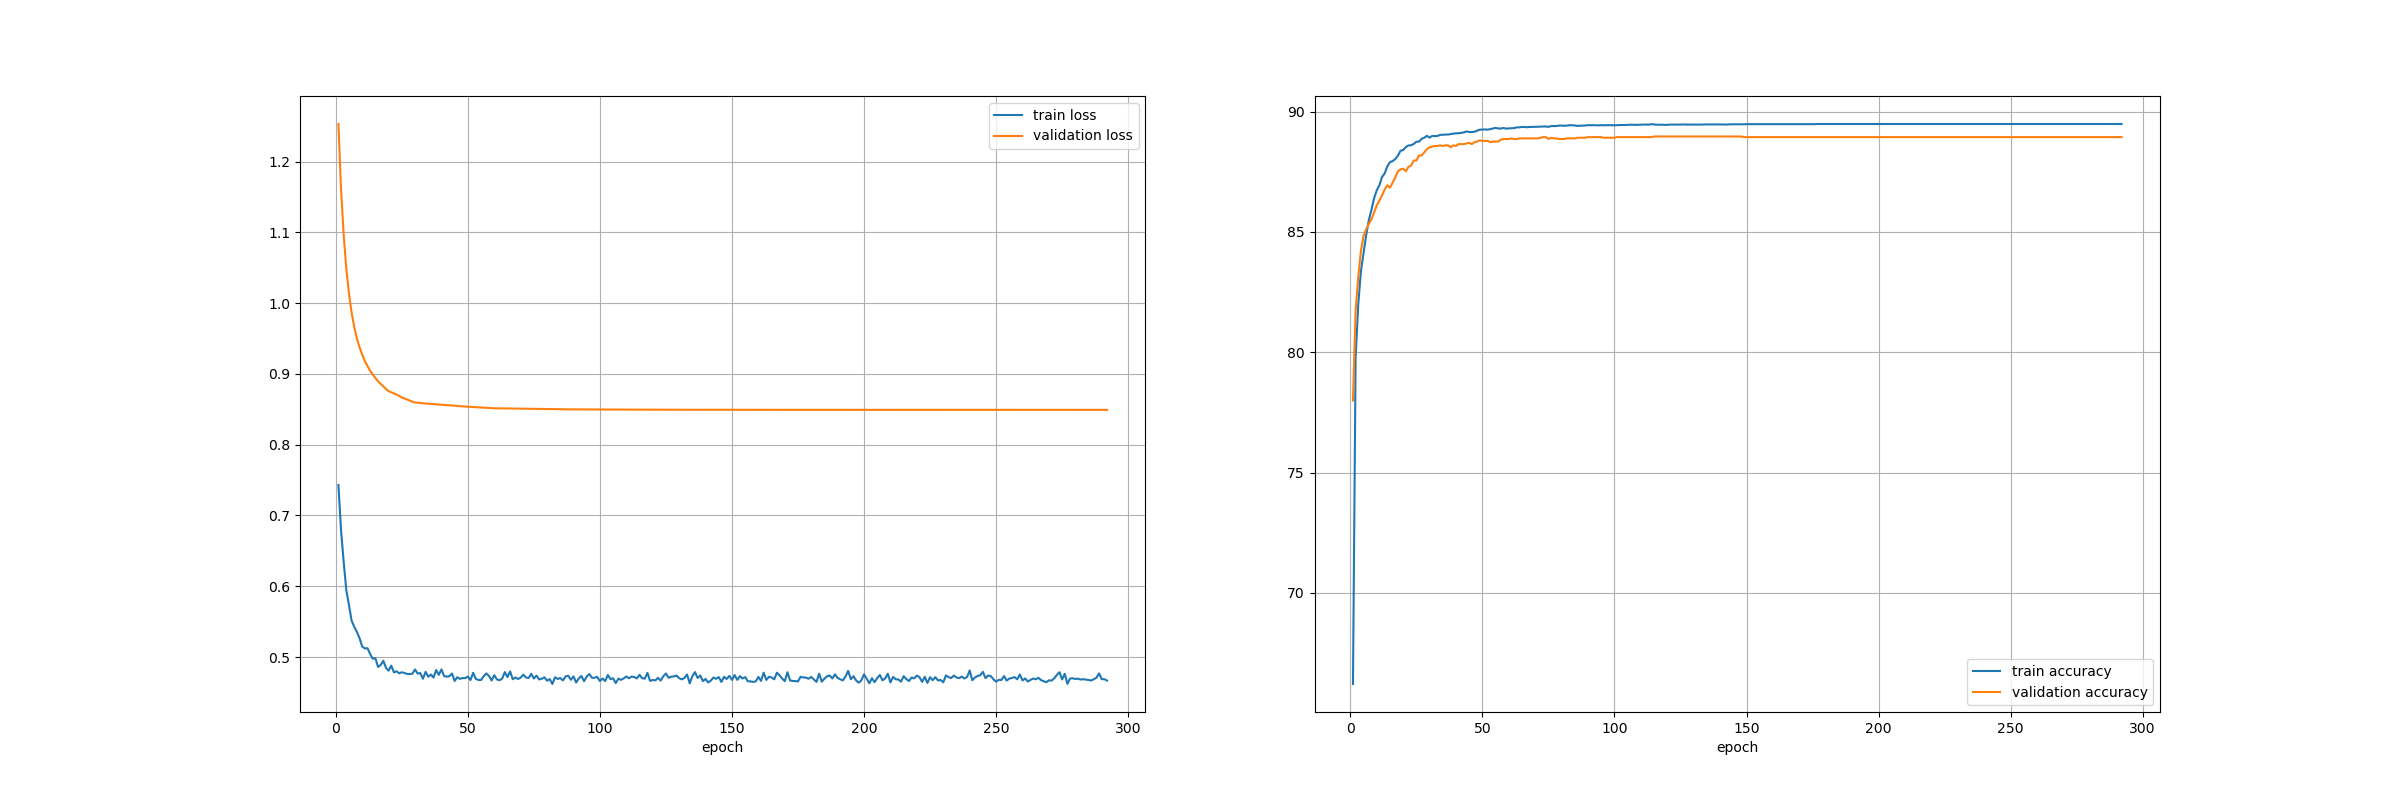 train loss
validation loss
1.2
1.1
1.0
0.9
0.8
0.7
0.6
0.5
0 50 100 150 200 250 300
epoch
90
85
80
75
70
train accuracy
validation accuracy
0 50 100 150 200 250 300
epoch